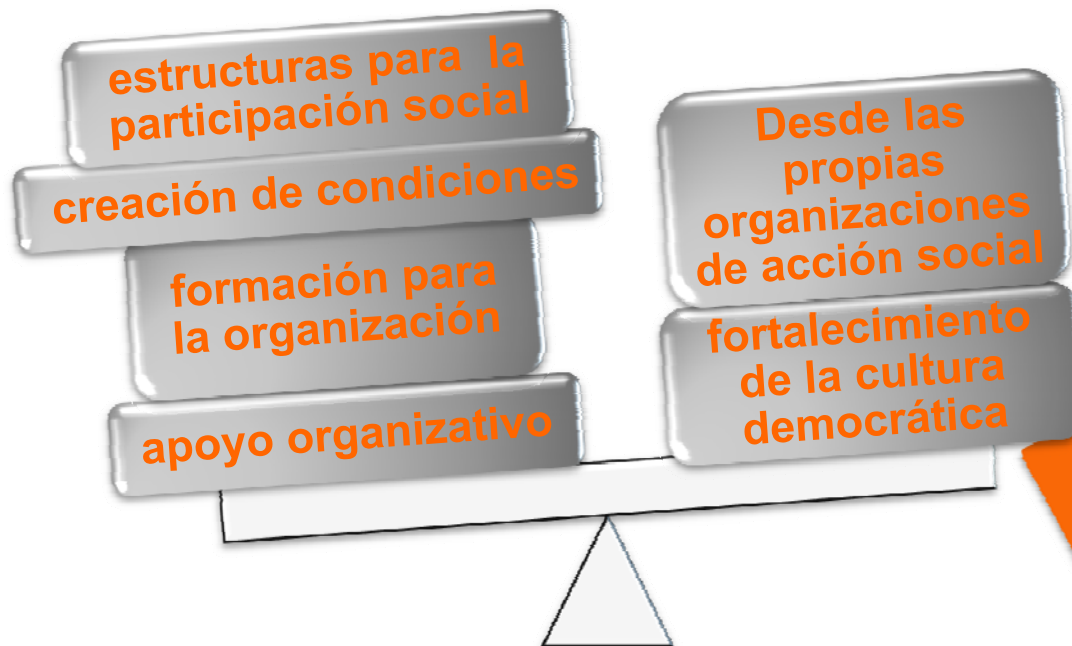 estructuras para la
participación social
creación de condiciones
formación para
la organización
apoyo organizativo
Desde las
propias
organizaciones
de acción social
fortalecimiento
de la cultura
democrática